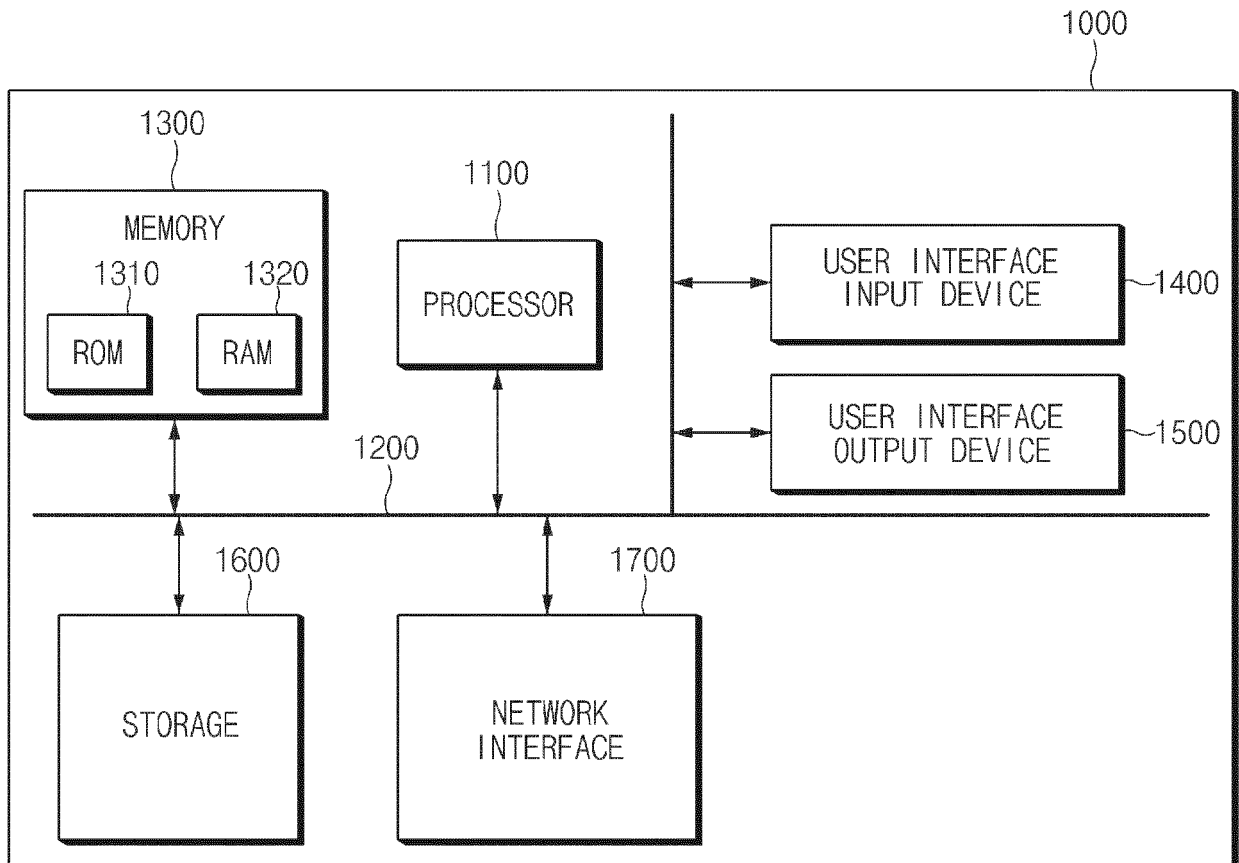 1000
1300
1100
MEMORY
1310
1320
ROM
RAM
PROCESSOR
USER INTERFACE
INPUT DEVICE
1400
USER INTERFACE
OUTPUT DEVICE
1500
1200
1600
1700
STORAGE
NETWORK
INTERFACE